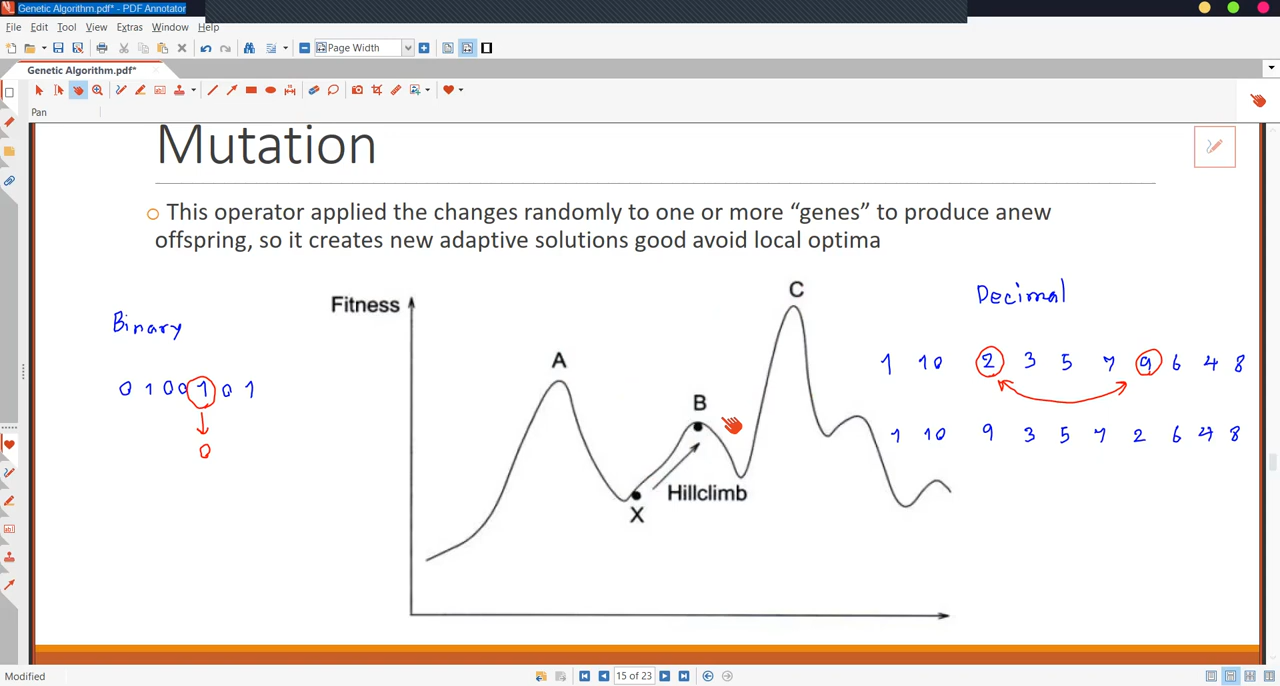 Genetic Algorithm.pdf* - PDF Annotator
File Edit Tool View Extras Window Help
Page Width
Genetic Algorithm.pdf*
Pan
Mutation
This operator applied the changes randomly to one or more “genes” to produce anew
offspring, so it creates new adaptive solutions good avoid local optima
Fitness
A
B
C
X
Hillclimb
Binary
0 1 0 0 1 0 1
0
Decimal
1 10 2 3 5 7 9 6 4 8
1 10 9 3 5 7 2 6 4 8
Modified
15 of 23